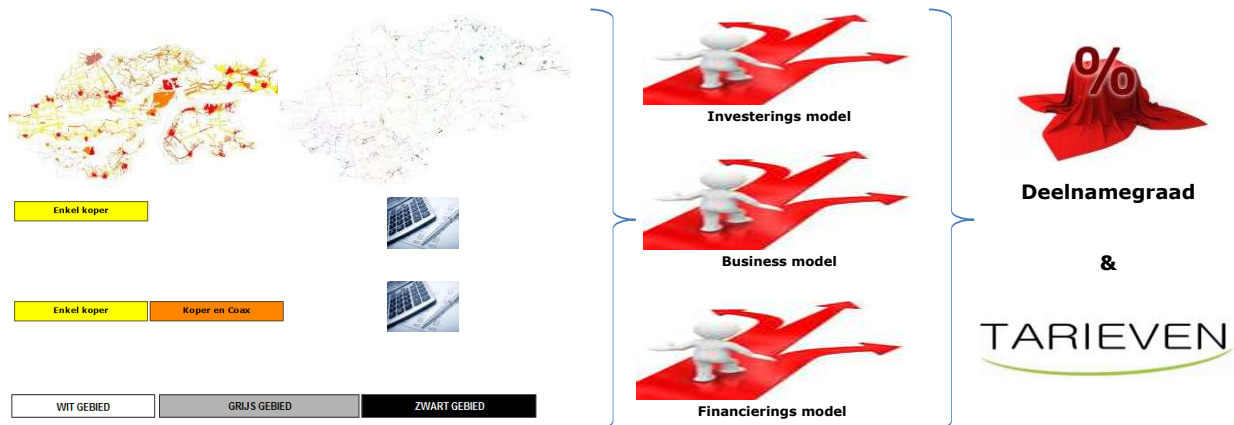 Enkel koper
Enkel koper
Koper en Coax
WIT GEBIED
GRIJS GEBIED
ZWART GEBIED
Investerings model
Business model
Financierings model
%
Deelnamegraad
&
TARIEVEN